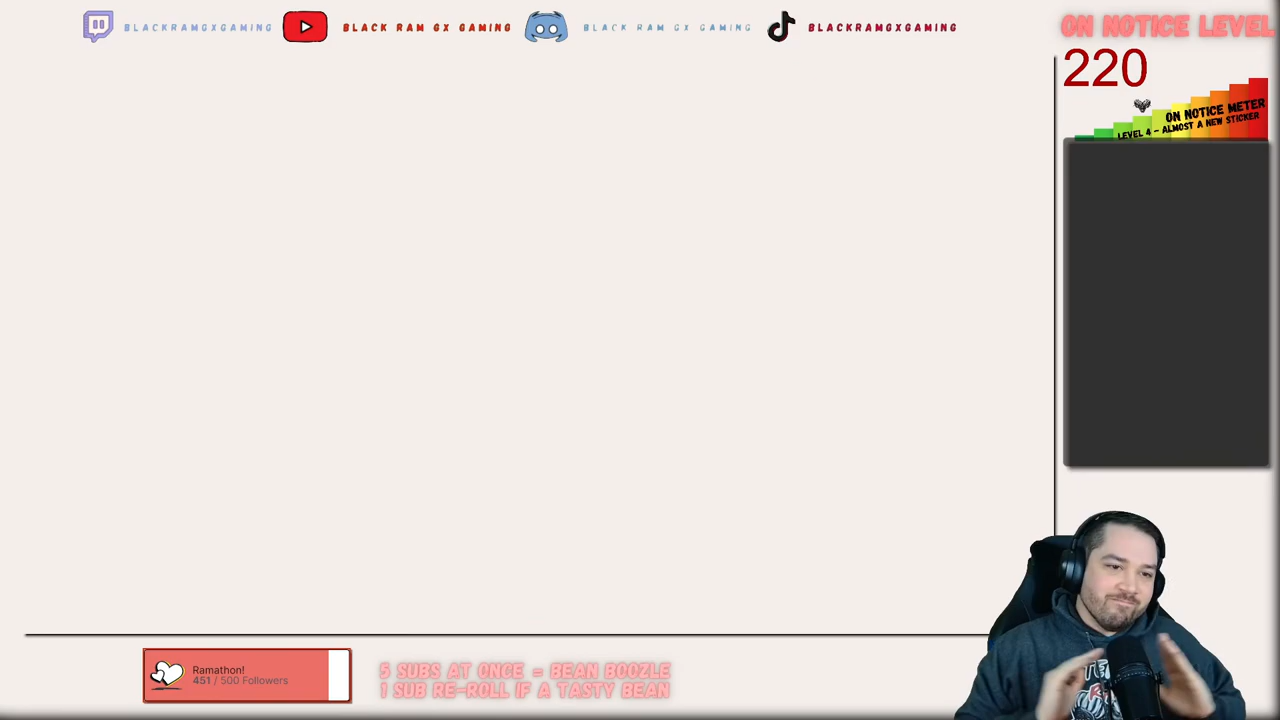 BLACKRAMGXGAMING
BLACK RAM GX GAMING
BLACK RAM GX GAMING
BLACKRAMGXGAMING
ON NOTICE LEVEL
220
ON NOTICE METER
LEVEL 4 - ALMOST A NEW STICKER
Ramathon!
451 / 500 Followers
5 SUBS AT ONCE = BEAN BOOZLE
1 SUB RE-ROLL IF A TASTY BEAN